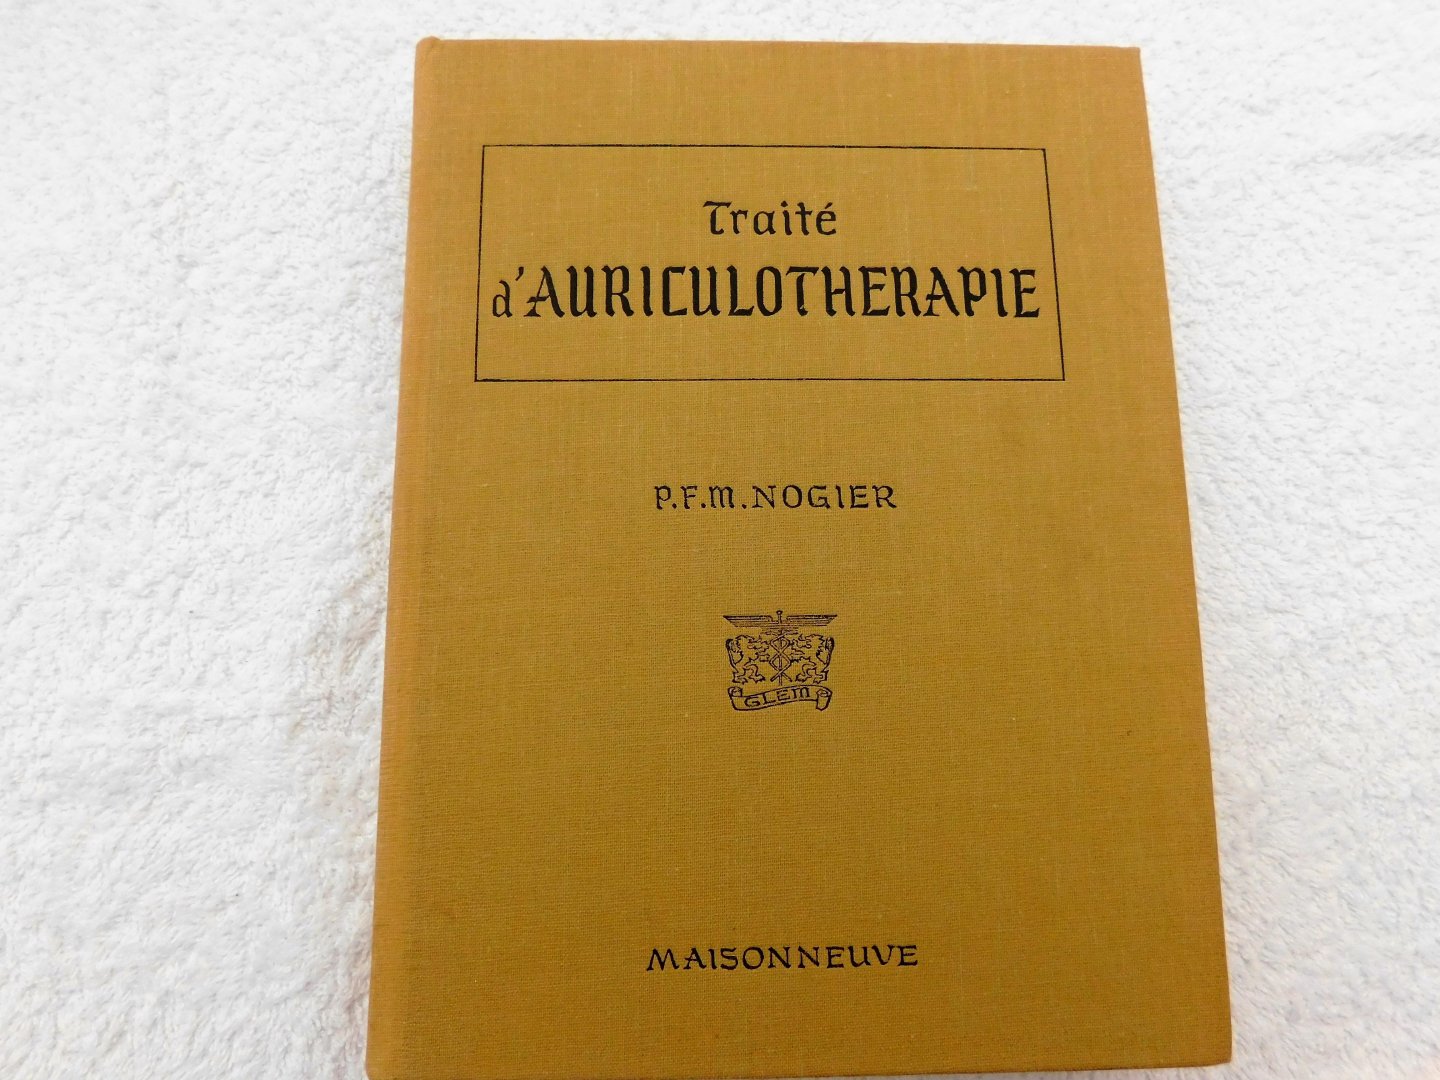 Traité
d'AURICULOTHERAPIE
P.F.M.NOGIER
GLEM
MAISONNEUVE